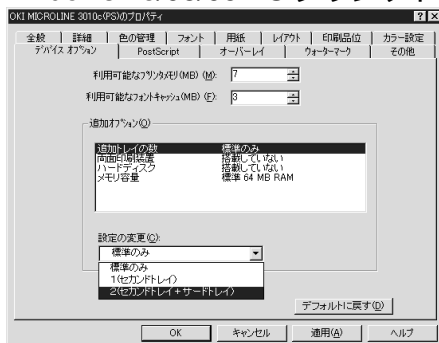 OKI MICROLINE 3010c(PS)のプロパティ
全般 詳細 色の管理 フォント 用紙 レイアウト 印刷品位 カラー設定
デバイス オプション PostScript オーバーレイ ウォーターマーク その他
利用可能なプリンタメモリ(MB) (M): 7
利用可能なフォントキャッシュ(MB) (F): 3
追加オプション(O)
追加トレイの数 標準のみ
両面印刷装置 搭載していない
ハードディスク 搭載していない
メモリ容量 標準 64 MB RAM
設定の変更(C):
標準のみ
標準のみ
1(セカンドトレイ)
2(セカンドトレイ+サードトレイ)
デフォルトに戻す(D)
OK キャンセル 適用(A) ヘルプ